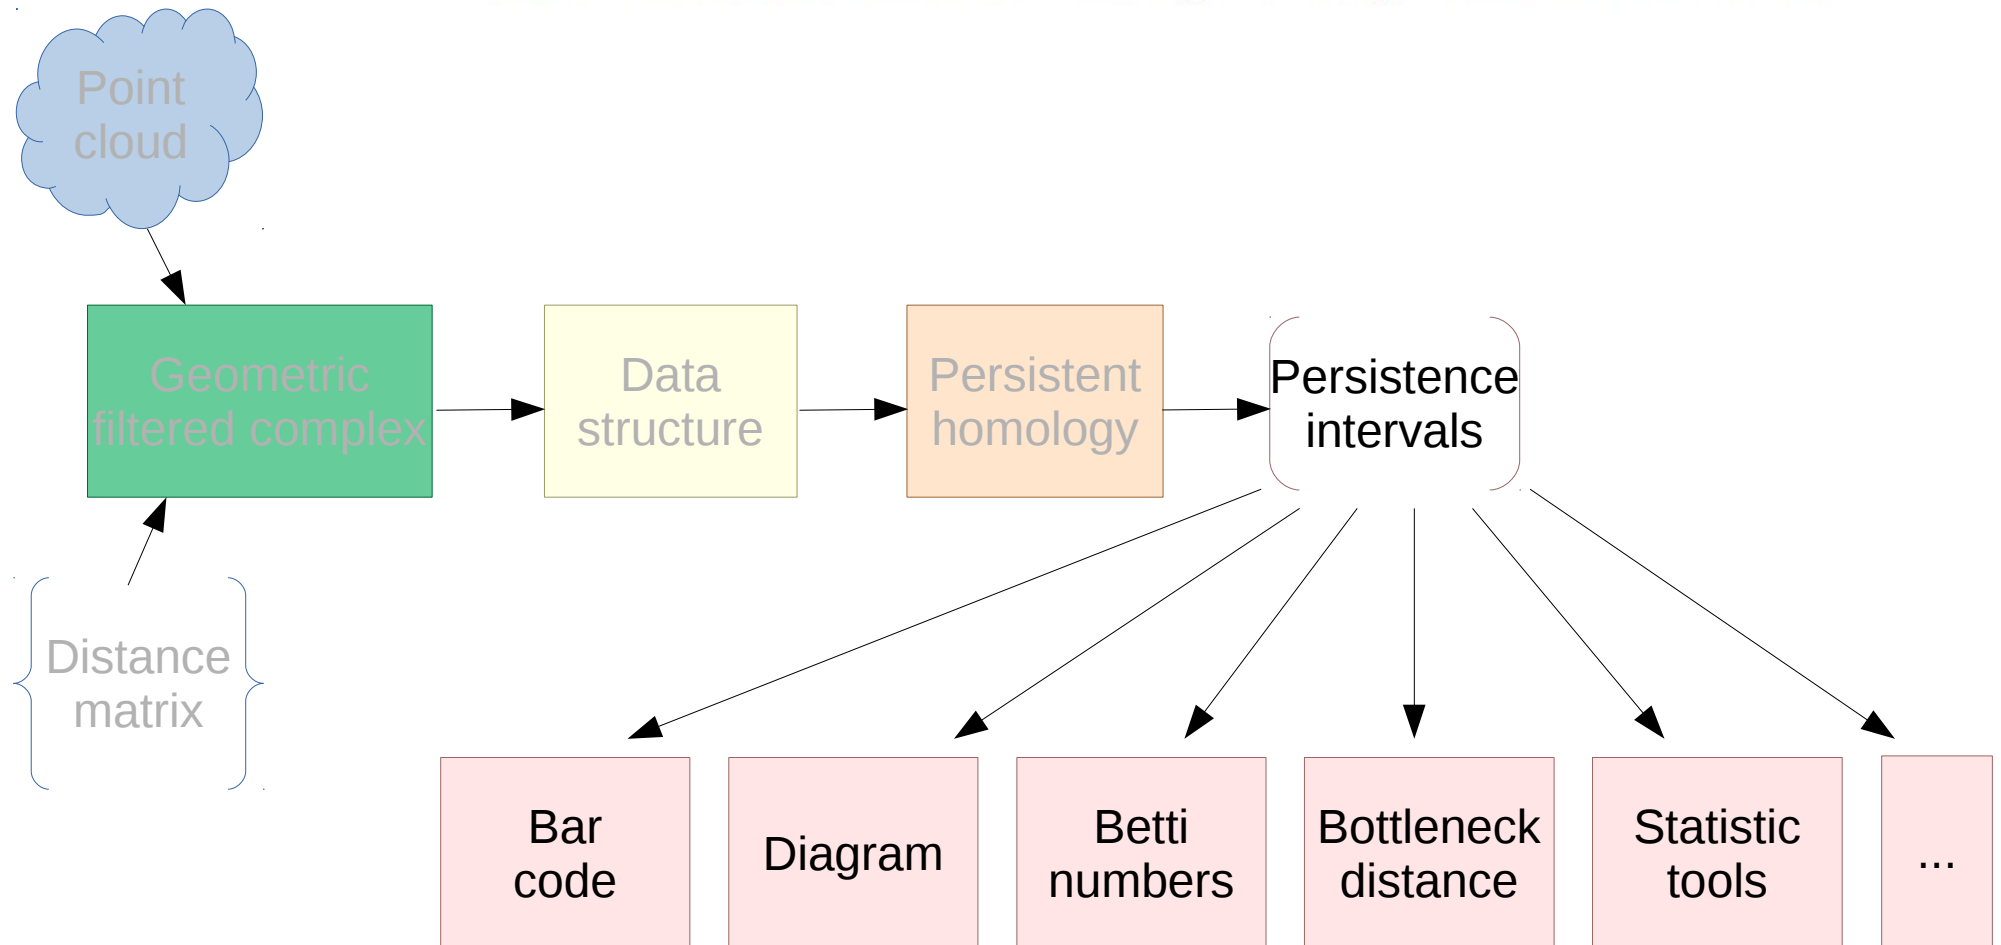 Point
cloud
Geometric
filtered complex
Data
structure
Persistent
homology
Persistence
intervals
Distance
matrix
Bar
code
Diagram
Betti
numbers
Bottleneck
distance
Statistic
tools
...